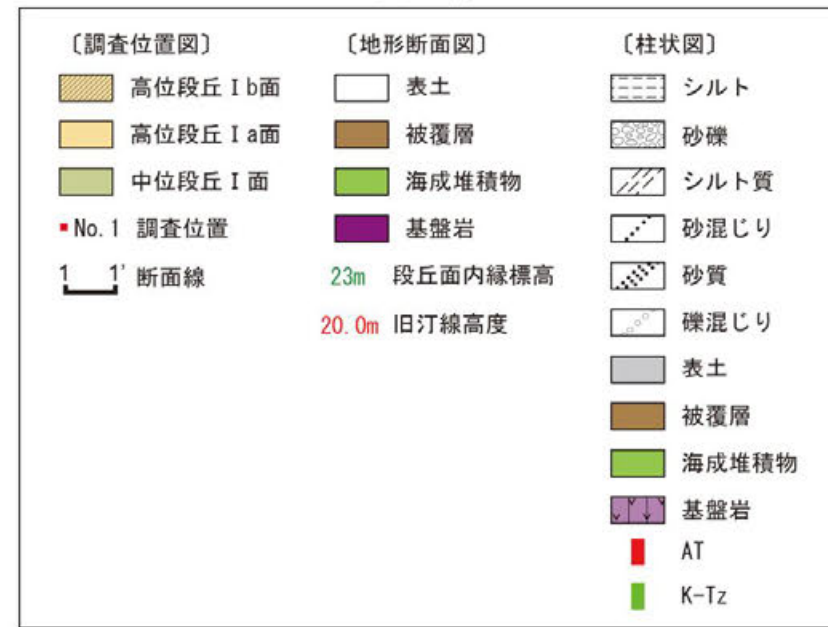 〔調査位置図〕
高位段丘Ⅰb面
高位段丘Ⅰa面
中位段丘Ⅰ面
No. 1 調査位置
1 1' 断面線
〔地形断面図〕
表土
被覆層
海成堆積物
基盤岩
23m 段丘面内縁標高
20.0m 旧汀線高度
〔柱状図〕
シルト
砂礫
シルト質
砂混じり
砂質
礫混じり
表土
被覆層
海成堆積物
基盤岩
AT
K-Tz